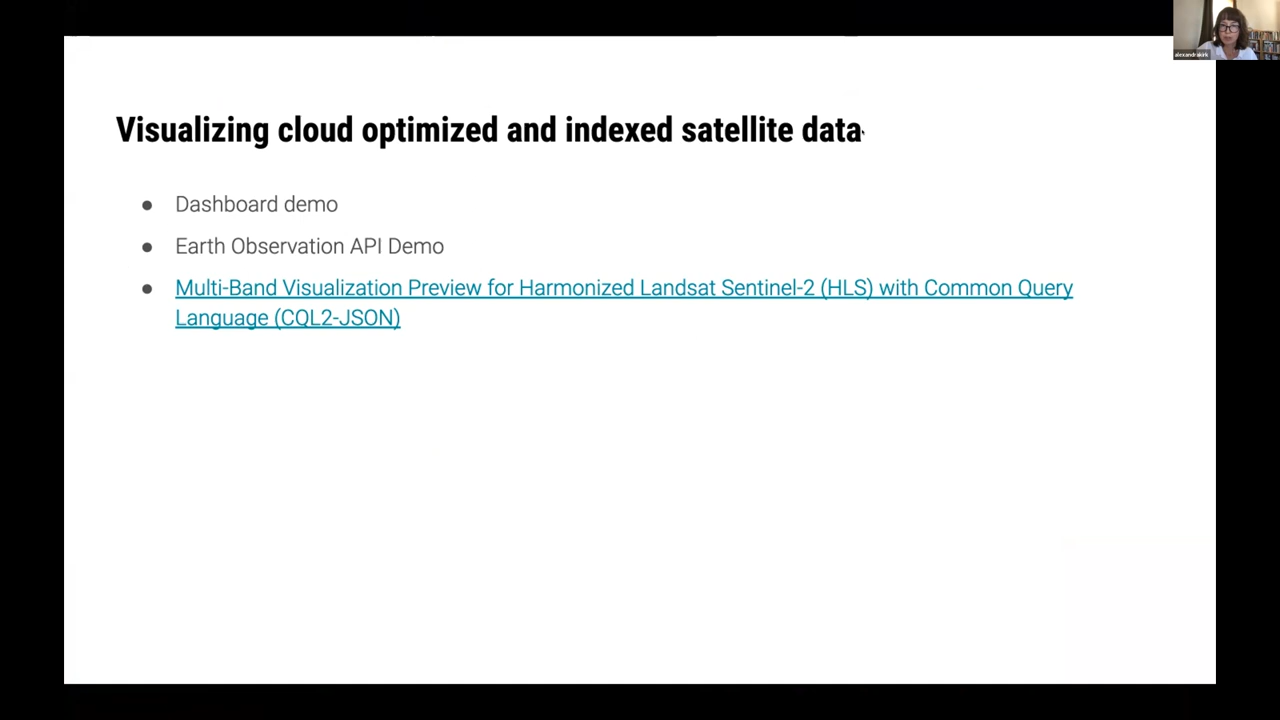 Visualizing cloud optimized and indexed satellite data
● Dashboard demo
● Earth Observation API Demo
● Multi-Band Visualization Preview for Harmonized Landsat Sentinel-2 (HLS) with Common Query
Language (CQL2-JSON)